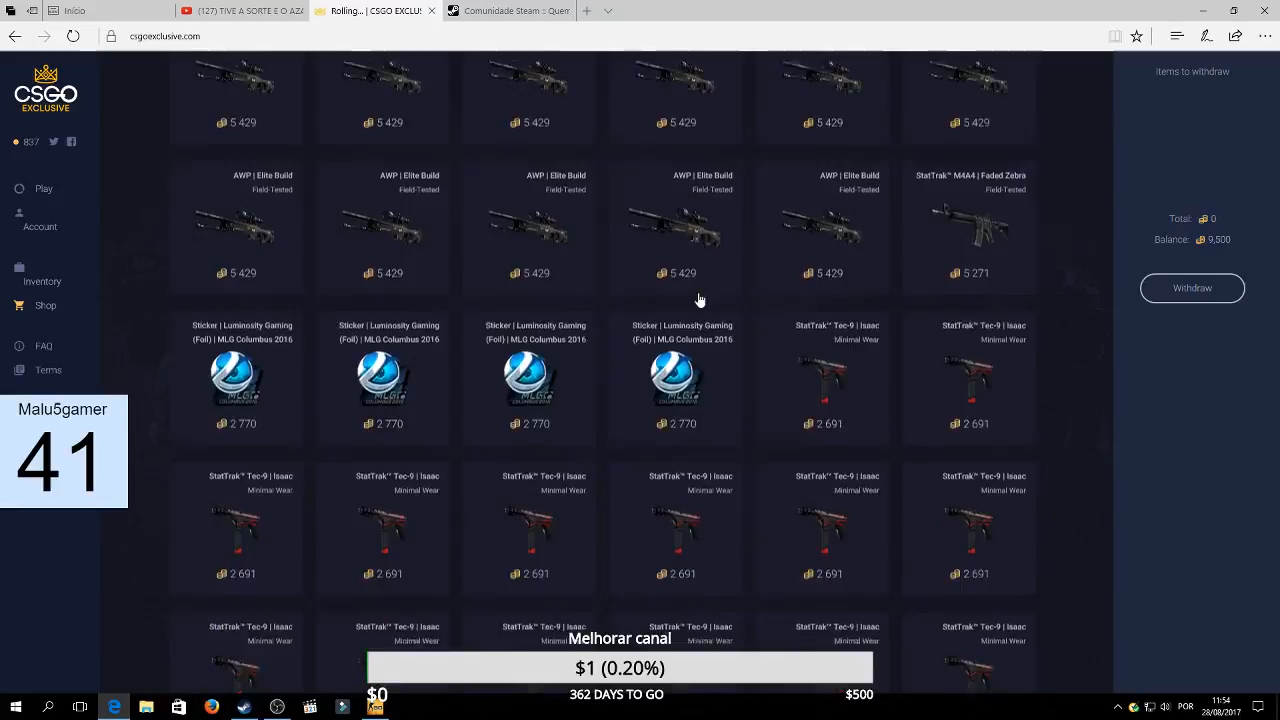 Início
(127) TIVE A SORTE E O AZA
Rolling... | CSGO EXCLUS
Comunidade Steam :: Quem
csgoexclusive.com
CSGO
EXCLUSIVE
837
Play
Account
Inventory
Shop
FAQ
Terms
Malu5gamer
41
5 429 5 429 5 429 5 429 5 429 5 429
AWP | Elite Build AWP | Elite Build AWP | Elite Build AWP | Elite Build AWP | Elite Build StatTrak™ M4A4 | Faded Zebra
Field-Tested Field-Tested Field-Tested Field-Tested Field-Tested Field-Tested
5 429 5 429 5 429 5 429 5 429 5 271
Sticker | Luminosity Gaming Sticker | Luminosity Gaming Sticker | Luminosity Gaming Sticker | Luminosity Gaming StatTrak™ Tec-9 | Isaac StatTrak™ Tec-9 | Isaac
(Foil) | MLG Columbus 2016 (Foil) | MLG Columbus 2016 (Foil) | MLG Columbus 2016 (Foil) | MLG Columbus 2016 Minimal Wear Minimal Wear
2 770 2 770 2 770 2 770 2 691 2 691
StatTrak™ Tec-9 | Isaac StatTrak™ Tec-9 | Isaac StatTrak™ Tec-9 | Isaac StatTrak™ Tec-9 | Isaac StatTrak™ Tec-9 | Isaac StatTrak™ Tec-9 | Isaac
Minimal Wear Minimal Wear Minimal Wear Minimal Wear Minimal Wear Minimal Wear
2 691 2 691 2 691 2 691 2 691 2 691
StatTrak™ Tec-9 | Isaac StatTrak™ Tec-9 | Isaac StatTrak™ Tec-9 | Isaac StatTrak™ Tec-9 | Isaac StatTrak™ Tec-9 | Isaac StatTrak™ Tec-9 | Isaac
Minimal Wear Minimal Wear Minimal Wear Minimal Wear Minimal Wear
Items to withdraw
Total: 0
Balance: 9,500
Withdraw
Melhorar canal
$1 (0.20%)
$0 362 DAYS TO GO $500
POR
11:54
28/08/2017